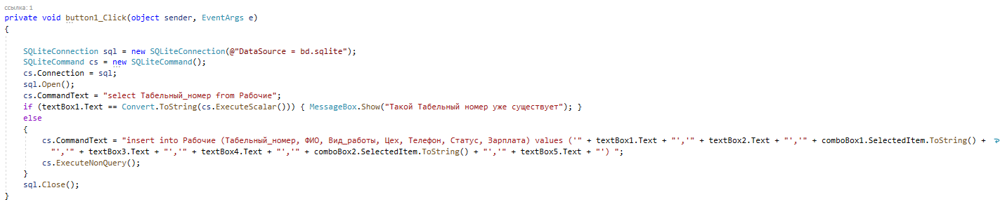 ссылка: 1
private void button1_Click(object sender, EventArgs e)
{
SQLiteConnection sql = new SQLiteConnection(@"DataSource = bd.sqlite");
SQLiteCommand cs = new SQLiteCommand();
cs.Connection = sql;
sql.Open();
cs.CommandText = "select Табельный_номер from Рабочие";
if (textBox1.Text == Convert.ToString(cs.ExecuteScalar())) { MessageBox.Show("Такой Табельный номер уже существует"); }
else
{
cs.CommandText = "insert into Рабочие (Табельный_номер, ФИО, Вид_работы, Цех, Телефон, Статус, Зарплата) values ('" + textBox1.Text + "','" + textBox2.Text + "','" + comboBox1.SelectedItem.ToString() +
"','" + textBox3.Text + "','" + textBox4.Text + "','" + comboBox2.SelectedItem.ToString() + "','" + textBox5.Text + "') ";
cs.ExecuteNonQuery();
}
sql.Close();
}